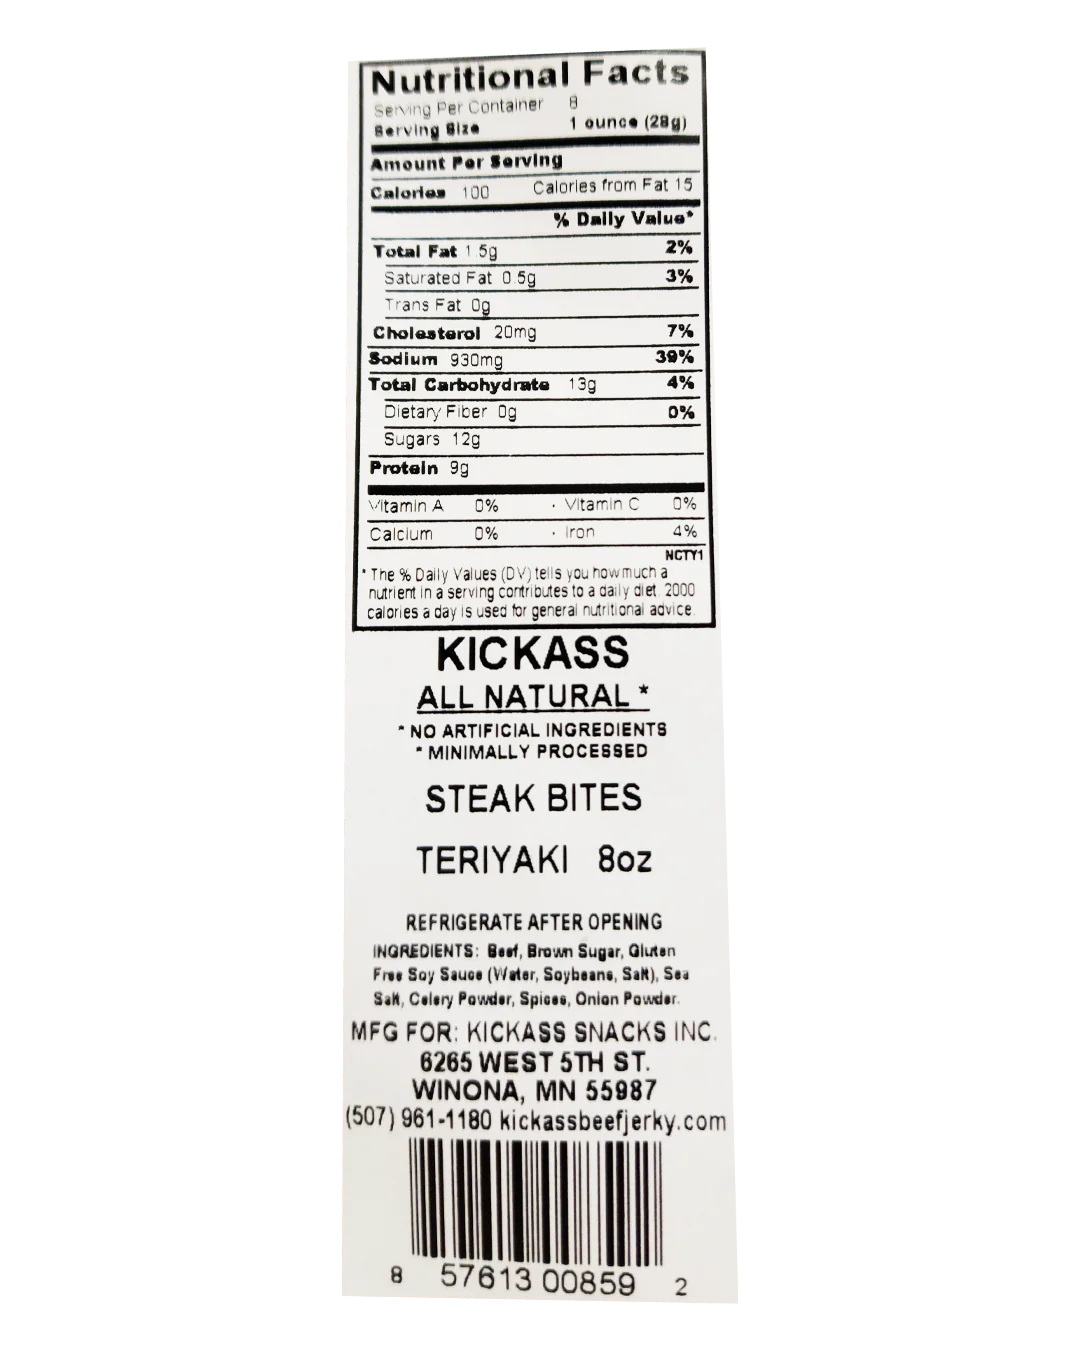 Nutritional Facts
Serving Per Container 8
Serving Size 1 ounce (28g)
Amount Per Serving
Calories 100 Calories from Fat 15
% Daily Value*
Total Fat 1.5g 2%
Saturated Fat 0.5g 3%
Trans Fat 0g
Cholesterol 20mg 7%
Sodium 930mg 39%
Total Carbohydrate 13g 4%
Dietary Fiber 0g 0%
Sugars 12g
Protein 9g
Vitamin A 0% · Vitamin C 0%
Calcium 0% · Iron 4%
NCTY1
* The % Daily Values (DV) tells you how much a
nutrient in a serving contributes to a daily diet. 2000
calories a day is used for general nutritional advice.
KICKASS
ALL NATURAL *
* NO ARTIFICIAL INGREDIENTS
* MINIMALLY PROCESSED
STEAK BITES
TERIYAKI 8oz
REFRIGERATE AFTER OPENING
INGREDIENTS: Beef, Brown Sugar, Gluten
Free Soy Sauce (Water, Soybeans, Salt), Sea
Salt, Celery Powder, Spices, Onion Powder.
MFG FOR: KICKASS SNACKS INC.
6265 WEST 5TH ST.
WINONA, MN 55987
(507) 961-1180 kickassbeefjerky.com
8 57613 00859 2